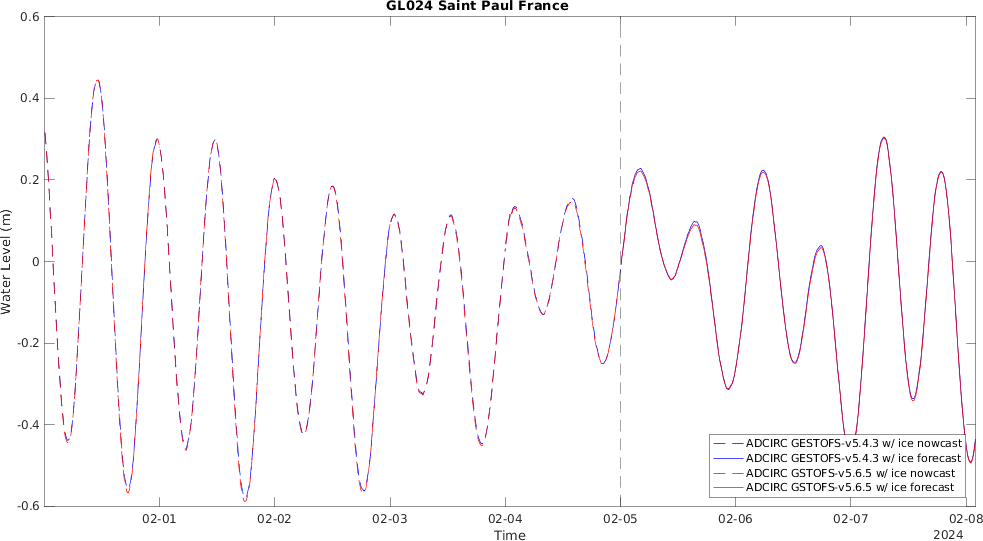 GL024 Saint Paul France
0.6
0.4
0.2
0
-0.2
-0.4
-0.6
Water Level (m)
ADCIRC GESTOFS-v5.4.3 w/ ice nowcast
ADCIRC GESTOFS-v5.4.3 w/ ice forecast
ADCIRC GSTOFS-v5.6.5 w/ ice nowcast
ADCIRC GSTOFS-v5.6.5 w/ ice forecast
02-01 02-02 02-03 02-04 02-05 02-06 02-07 02-08
Time
2024